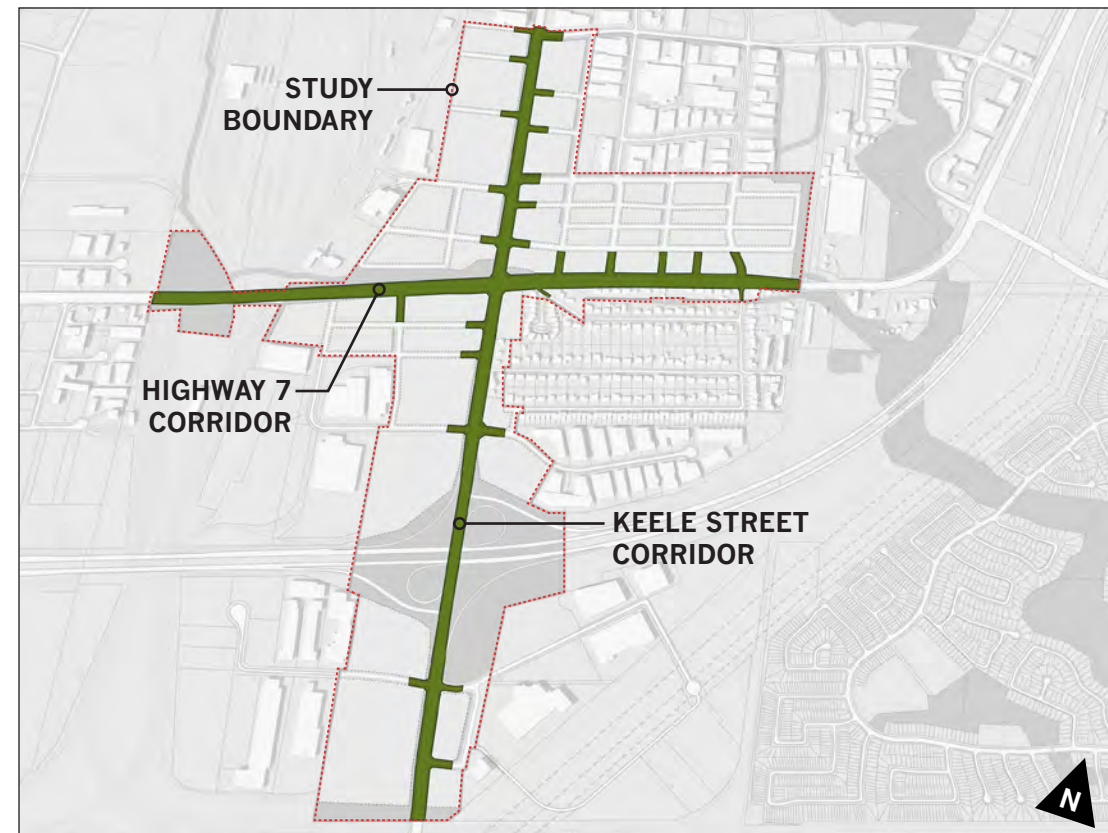 STUDY
BOUNDARY
HIGHWAY 7
CORRIDOR
KEELE STREET
CORRIDOR
N